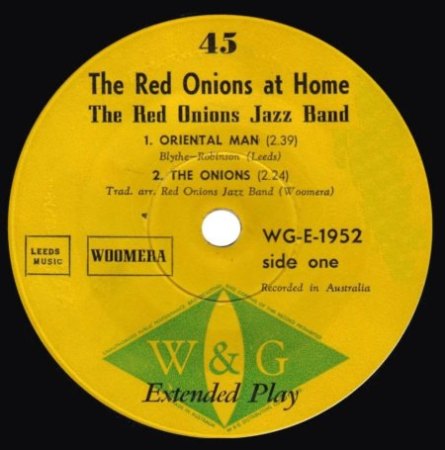 45
The Red Onions at Home
The Red Onions Jazz Band
1. ORIENTAL MAN (2.39)
Blythe—Robinson (Leeds)
2. THE ONIONS (2.24)
Trad. arr. Red Onions Jazz Band (Woomera)
LEEDS
MUSIC
WOOMERA
WG-E-1952
side one
Recorded in Australia
W & G
Extended Play